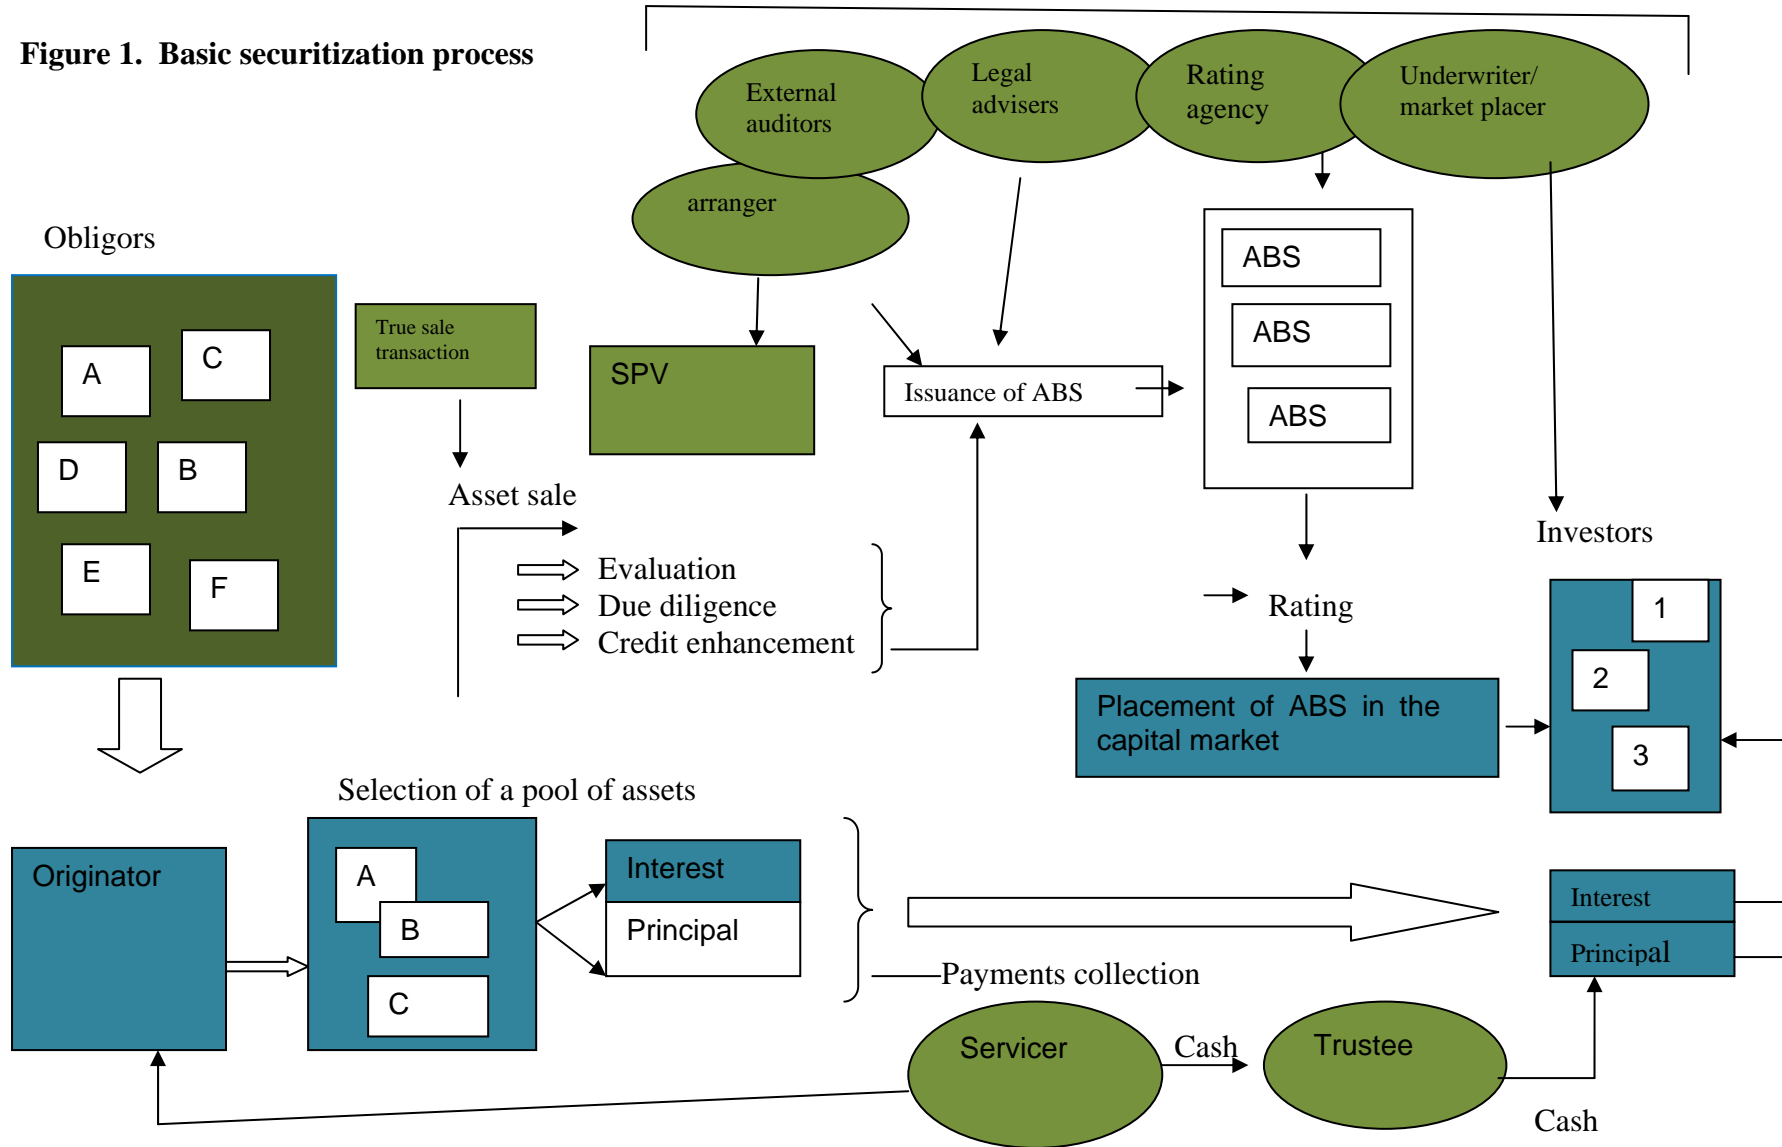 Figure 1.  Basic securitization process
External
auditors
Legal
advisers
Rating
agency
Underwriter/
market placer
arranger
Obligors
A
C
D
B
E
F
True sale
transaction
SPV
Issuance of ABS
ABS
ABS
ABS
Asset sale
Evaluation
Due diligence
Credit enhancement
Rating
Investors
1
2
3
Placement of ABS in the
capital market
Selection of a pool of assets
Originator
A
B
C
Interest
Principal
Payments collection
Interest
Principal
Servicer
Cash
Trustee
Cash